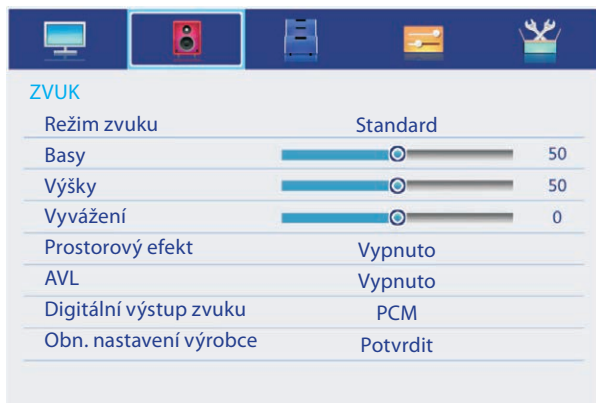 ZVUK
Režim zvuku Standard
Basy 50
Výšky 50
Vyvážení 0
Prostorový efekt Vypnuto
AVL Vypnuto
Digitální výstup zvuku PCM
Obn. nastavení výrobce Potvrdit